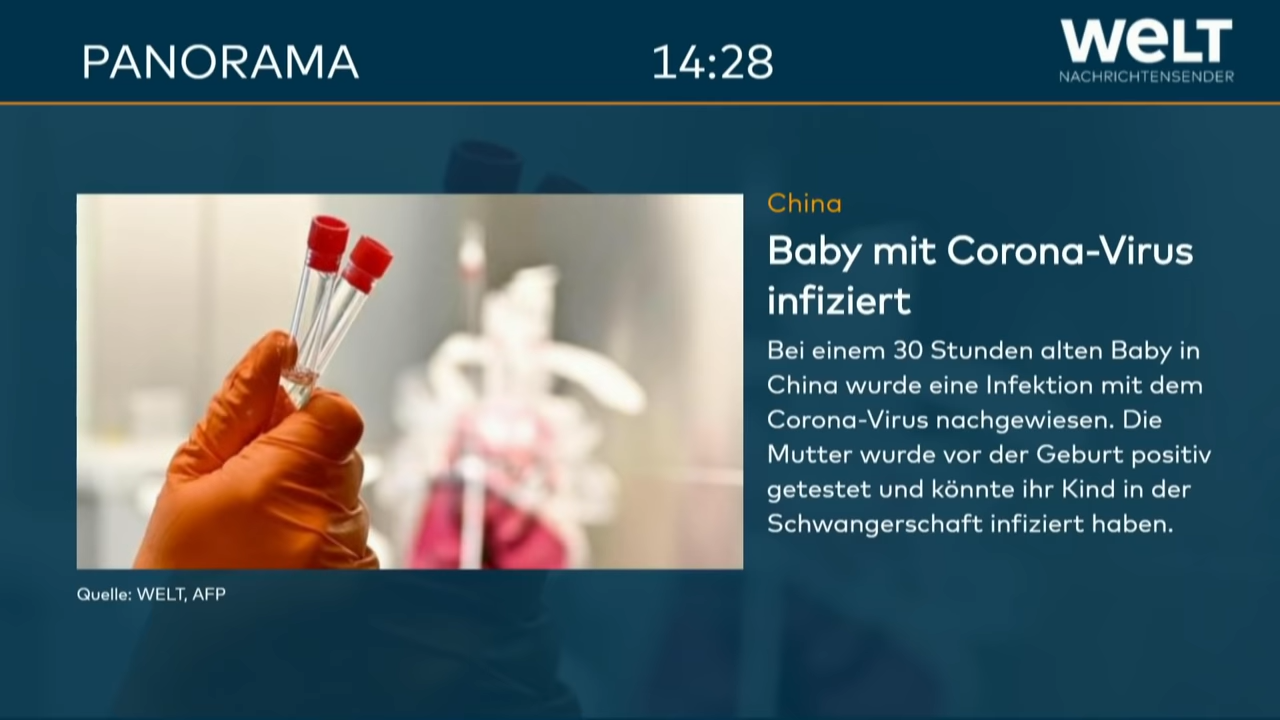 PANORAMA
14:28
WELT
NACHRICHTENSENDER
China
Baby mit Corona-Virus
infiziert
Bei einem 30 Stunden alten Baby in
China wurde eine Infektion mit dem
Corona-Virus nachgewiesen. Die
Mutter wurde vor der Geburt positiv
getestet und könnte ihr Kind in der
Schwangerschaft infiziert haben.
Quelle: WELT, AFP